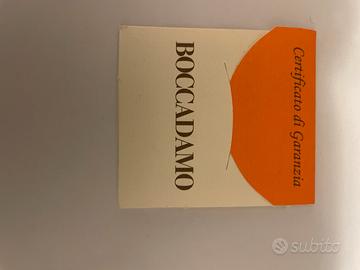 Certificato di Garanzia
BOCCADAMO
subito